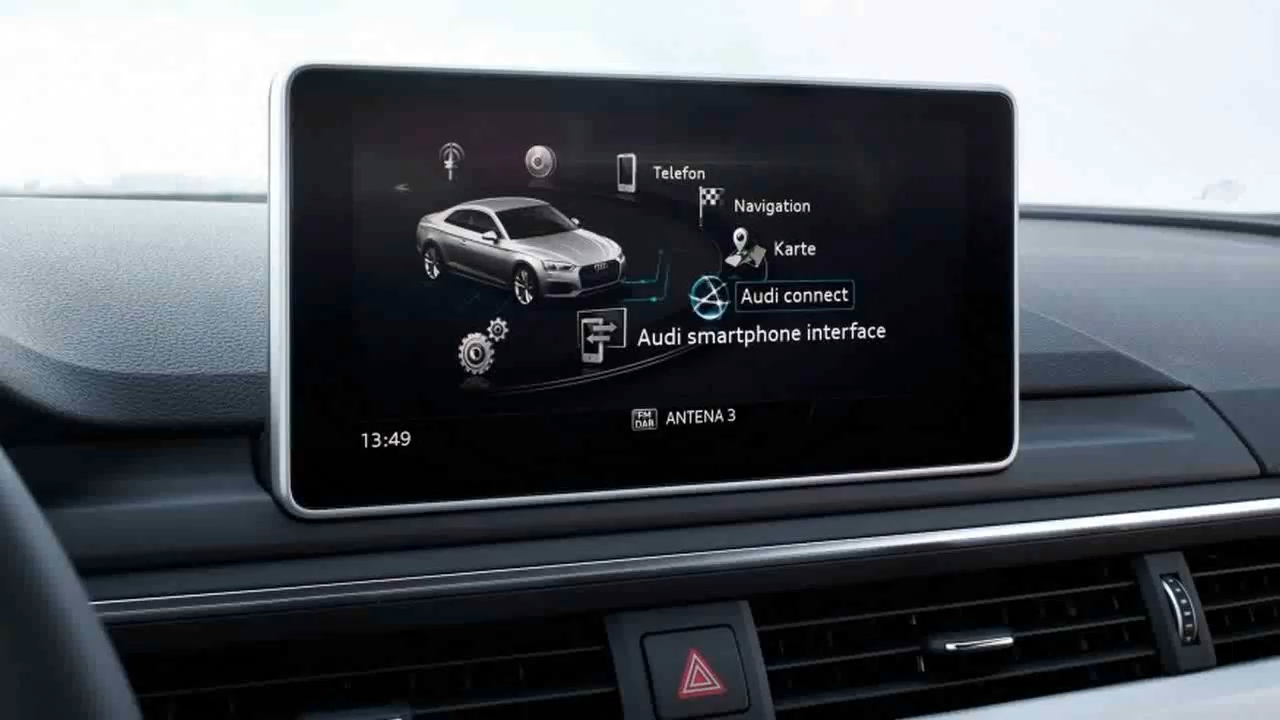 Telefon
Navigation
Karte
Audi connect
Audi smartphone interface
FM
DAB
ANTENA 3
13:49